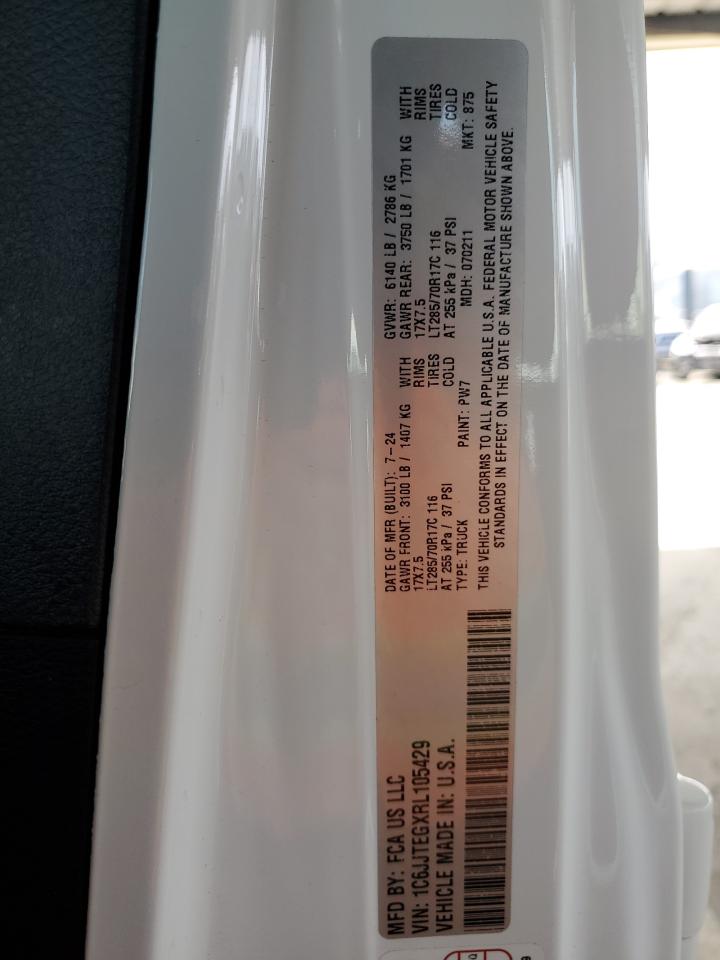 MFD BY: FCA US LLC
VIN: 1C6JJTEGXRL105429
VEHICLE MADE IN: U.S.A.
DATE OF MFR (BUILT): 7-24 GVWR: 6140 LB / 2786 KG
GAWR FRONT: 3100 LB / 1407 KG WITH GAWR REAR: 3750 LB / 1701 KG WITH
17X7.5 RIMS 17X7.5 RIMS
LT285/70R17C 116 TIRES LT285/70R17C 116 TIRES
AT 255 kPa / 37 PSI COLD AT 255 kPa / 37 PSI COLD
TYPE: TRUCK PAINT: PW7 MDH: 070211 MKT: 875
THIS VEHICLE CONFORMS TO ALL APPLICABLE U.S.A. FEDERAL MOTOR VEHICLE SAFETY
STANDARDS IN EFFECT ON THE DATE OF MANUFACTURE SHOWN ABOVE.